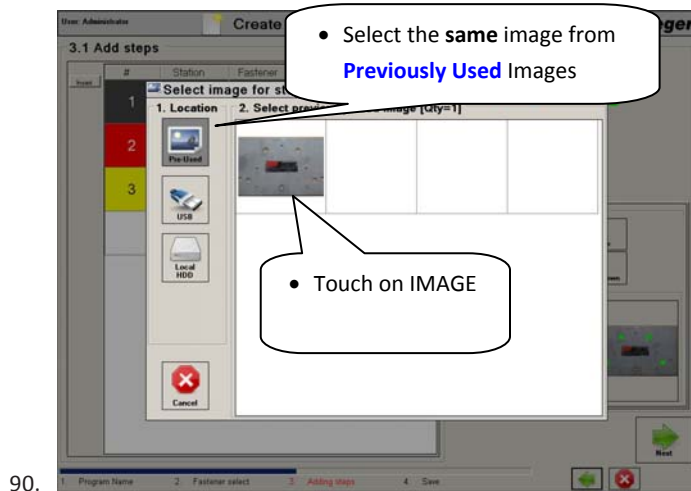 User: Administrator
Create
ger
• Select the same image from
Previously Used Images
3.1 Add steps
# Station Fastener
Insert
Select image for st
1. Location
2. Select previ image [Qty=1]
1
2
3
Pre-Used
USB
Local
HDD
• Touch on IMAGE
Cancel
Next
90.
1. Program Name 2. Fastener select 3. Adding steps 4. Save